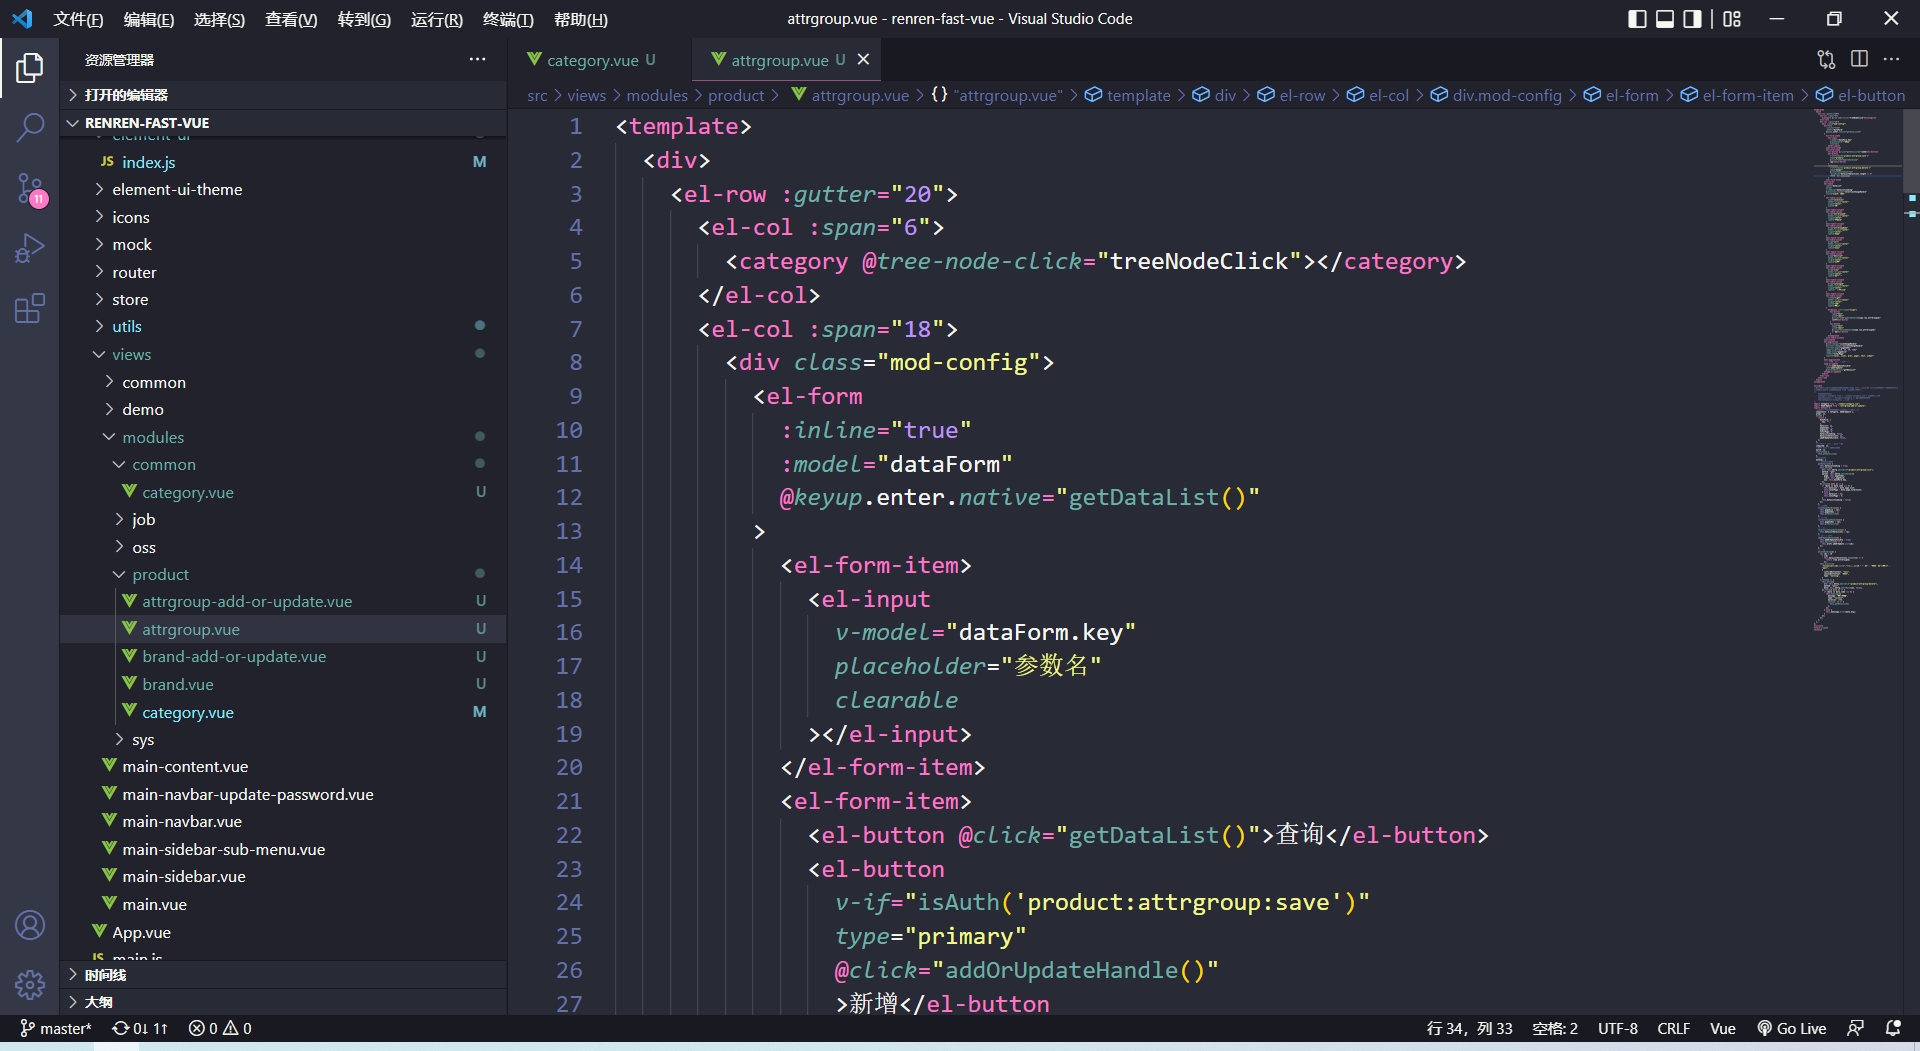 文件(F) 编辑(E) 选择(S) 查看(V) 转到(G) 运行(R) 终端(T) 帮助(H) attrgroup.vue - renren-fast-vue - Visual Studio Code
资源管理器
打开的编辑器
RENREN-FAST-VUE
JS index.js M
element-ui-theme
icons
mock
router
store
utils
views
common
demo
modules
common
category.vue U
job
oss
product
attrgroup-add-or-update.vue U
attrgroup.vue U
brand-add-or-update.vue U
brand.vue U
category.vue M
sys
main-content.vue
main-navbar-update-password.vue
main-navbar.vue
main-sidebar-sub-menu.vue
main-sidebar.vue
main.vue
App.vue
JS main.js
时间线
大纲
11
category.vue U attrgroup.vue U
src > views > modules > product > attrgroup.vue > {} "attrgroup.vue" > template > div > el-row > el-col > div.mod-config > el-form > el-form-item > el-button
1 <template>
2 <div>
3 <el-row :gutter="20">
4 <el-col :span="6">
5 <category @tree-node-click="treeNodeClick"></category>
6 </el-col>
7 <el-col :span="18">
8 <div class="mod-config">
9 <el-form
10 :inline="true"
11 :model="dataForm"
12 @keyup.enter.native="getDataList()"
13 >
14 <el-form-item>
15 <el-input
16 v-model="dataForm.key"
17 placeholder="参数名"
18 clearable
19 ></el-input>
20 </el-form-item>
21 <el-form-item>
22 <el-button @click="getDataList()">查询</el-button>
23 <el-button
24 v-if="isAuth('product:attrgroup:save')"
25 type="primary"
26 @click="addOrUpdateHandle()"
27 >新增</el-button
master* 0↓ 1↑ 0 0 行 34，列 33 空格: 2 UTF-8 CRLF Vue Go Live